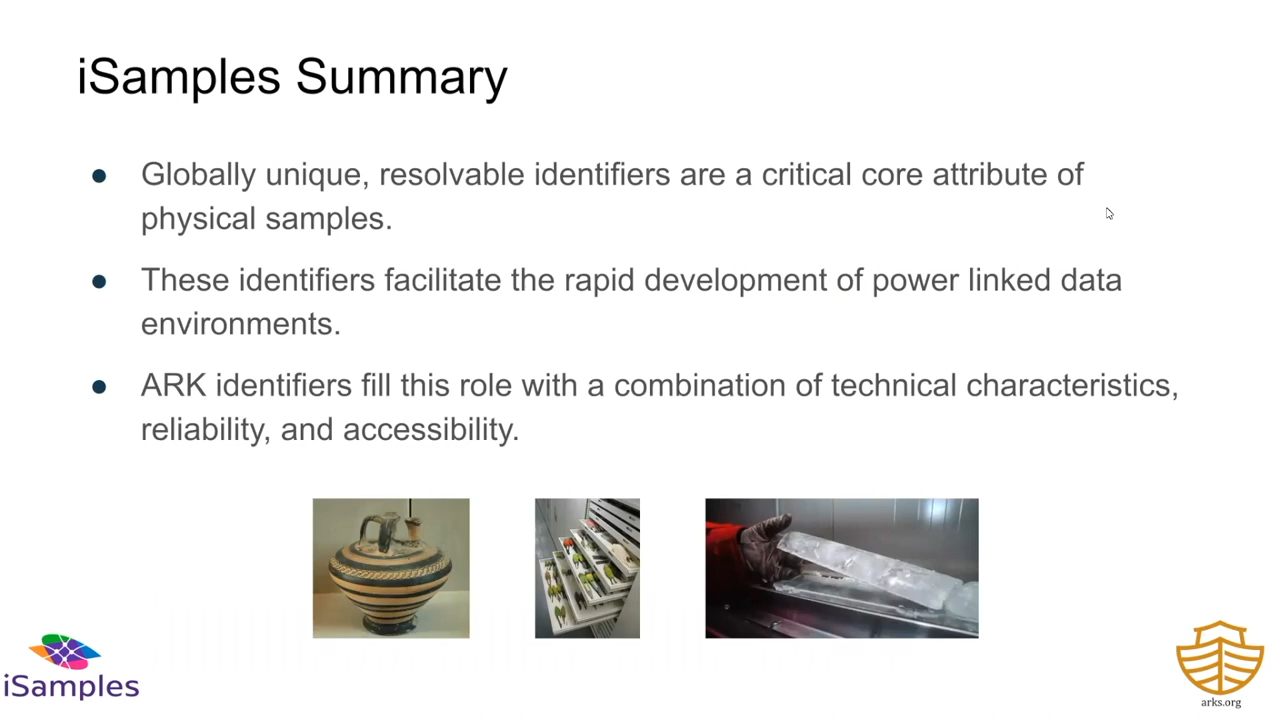 iSamples Summary
● Globally unique, resolvable identifiers are a critical core attribute of
physical samples.
● These identifiers facilitate the rapid development of power linked data
environments.
● ARK identifiers fill this role with a combination of technical characteristics,
reliability, and accessibility.
iSamples
arks.org